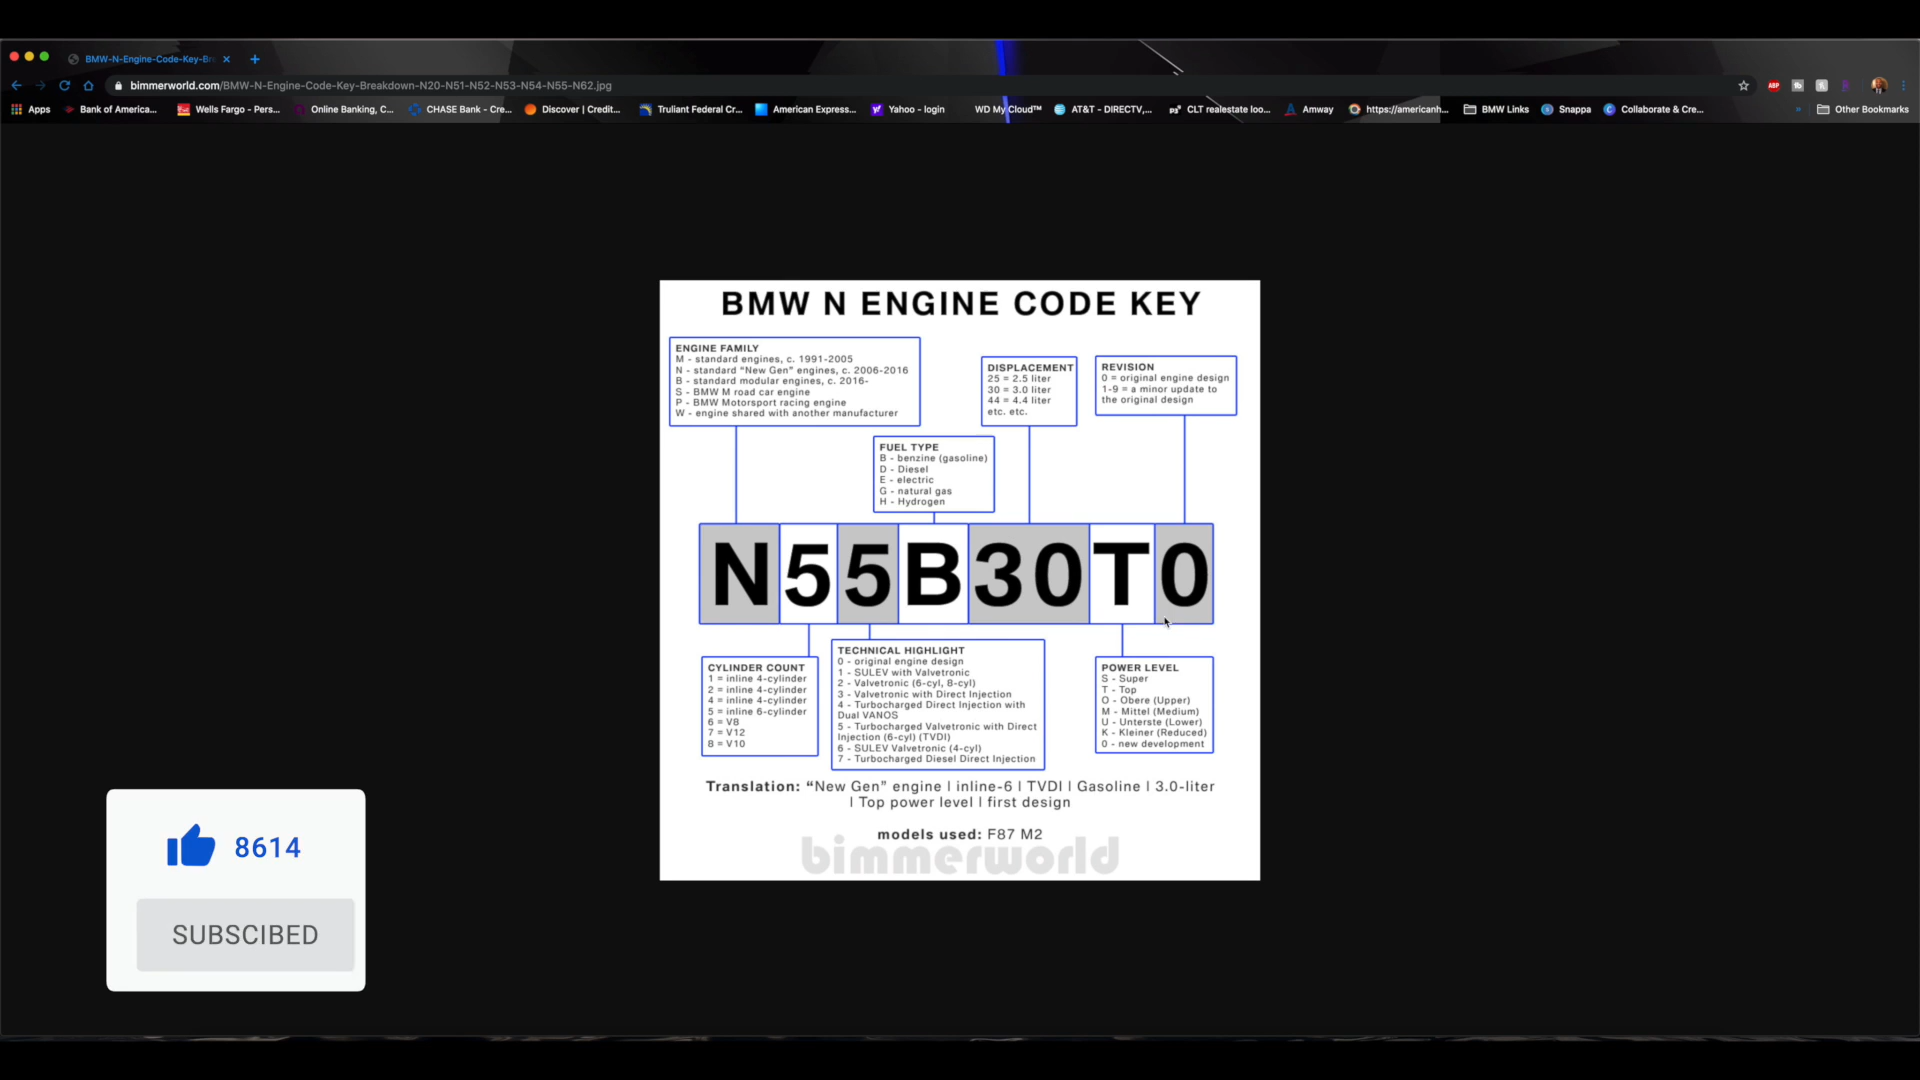 BMW-N-Engine-Code-Key-Br
bimmerworld.com/BMW-N-Engine-Code-Key-Breakdown-N20-N51-N52-N53-N54-N55-N62.jpg
Apps Bank of America... Wells Fargo - Pers... Online Banking, C... CHASE Bank - Cre... Discover | Credit... Truliant Federal Cr... American Express... Yahoo - login WD My Cloud™ AT&T - DIRECTV,... CLT realestate loo... Amway https://americanh... BMW Links Snappa Collaborate & Cre... » Other Bookmarks
BMW N ENGINE CODE KEY
ENGINE FAMILY
M - standard engines, c. 1991-2005
N - standard “New Gen” engines, c. 2006-2016
B - standard modular engines, c. 2016-
S - BMW M road car engine
P - BMW Motorsport racing engine
W - engine shared with another manufacturer
DISPLACEMENT
25 = 2.5 liter
30 = 3.0 liter
44 = 4.4 liter
etc. etc.
REVISION
0 = original engine design
1-9 = a minor update to
the original design
FUEL TYPE
B - benzine (gasoline)
D - Diesel
E - electric
G - natural gas
H - Hydrogen
N55B30T0
CYLINDER COUNT
1 = inline 4-cylinder
2 = inline 4-cylinder
4 = inline 4-cylinder
5 = inline 6-cylinder
6 = V8
7 = V12
8 = V10
TECHNICAL HIGHLIGHT
0 - original engine design
1 - SULEV with Valvetronic
2 - Valvetronic (6-cyl, 8-cyl)
3 - Valvetronic with Direct Injection
4 - Turbocharged Direct Injection with
Dual VANOS
5 - Turbocharged Valvetronic with Direct
Injection (6-cyl) (TVDI)
6 - SULEV Valvetronic (4-cyl)
7 - Turbocharged Diesel Direct Injection
POWER LEVEL
S - Super
T - Top
O - Obere (Upper)
M - Mittel (Medium)
U - Unterste (Lower)
K - Kleiner (Reduced)
0 - new development
Translation: “New Gen” engine | inline-6 | TVDI | Gasoline | 3.0-liter
| Top power level | first design
models used: F87 M2
bimmerworld
8614
SUBSCIBED